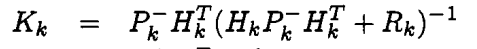 K_k = P_k^- H_k^T (H_k P_k^- H_k^T + R_k)^{-1}